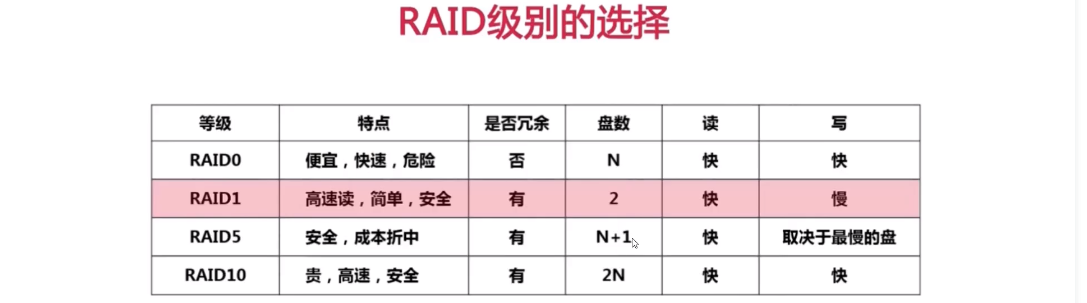 RAID级别的选择
等级 特点 是否冗余 盘数 读 写
RAID0 便宜，快速，危险 否 N 快 快
RAID1 高速读，简单，安全 有 2 快 慢
RAID5 安全，成本折中 有 N+1 快 取决于最慢的盘
RAID10 贵，高速，安全 有 2N 快 快